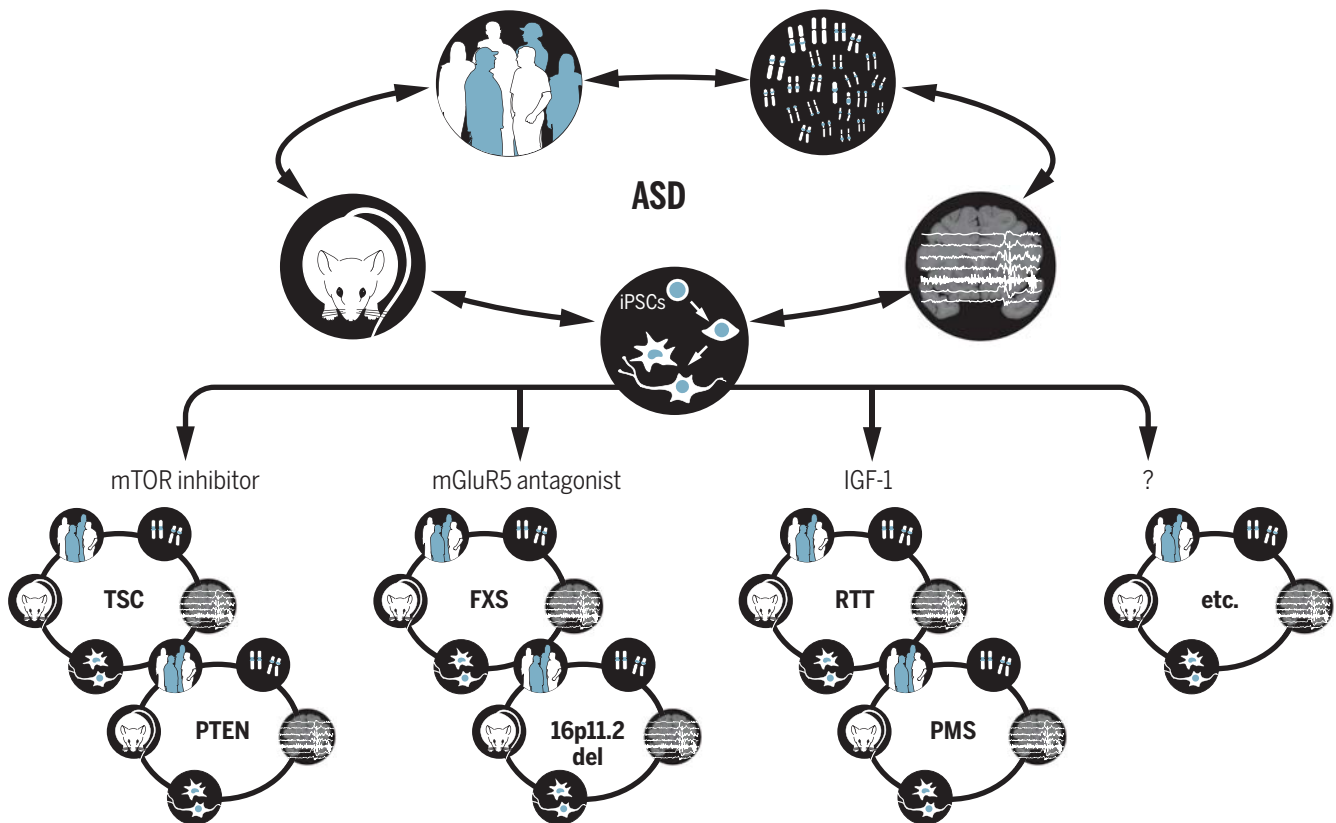 ASD
iPSCs
mTOR inhibitor
mGluR5 antagonist
IGF-1
?
TSC
FXS
RTT
etc.
PTEN
16p11.2
del
PMS